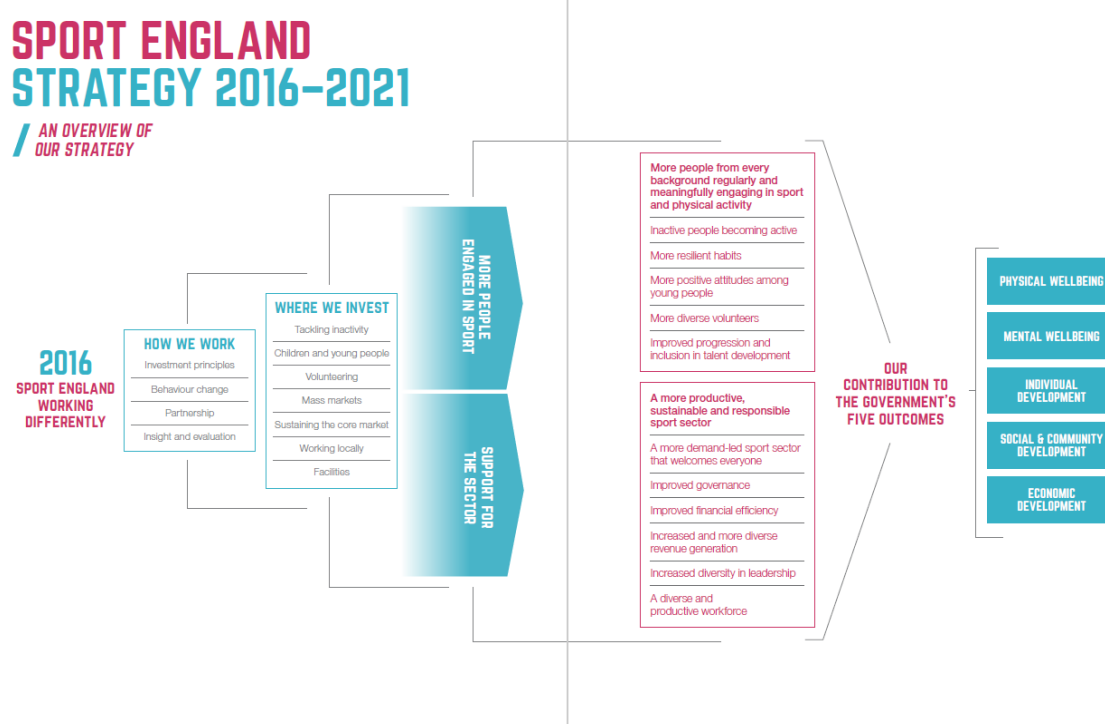 SPORT ENGLAND
STRATEGY 2016–2021
AN OVERVIEW OF
OUR STRATEGY
2016
SPORT ENGLAND
WORKING
DIFFERENTLY
HOW WE WORK
Investment principles
Behaviour change
Partnership
Insight and evaluation
WHERE WE INVEST
Tackling inactivity
Children and young people
Volunteering
Mass markets
Sustaining the core market
Working locally
Facilities
MORE PEOPLE
ENGAGED IN SPORT
SUPPORT FOR
THE SECTOR
More people from every
background regularly and
meaningfully engaging in sport
and physical activity
Inactive people becoming active
More resilient habits
More positive attitudes among
young people
More diverse volunteers
Improved progression and
inclusion in talent development
A more productive,
sustainable and responsible
sport sector
A more demand-led sport sector
that welcomes everyone
Improved governance
Improved financial efficiency
Increased and more diverse
revenue generation
Increased diversity in leadership
A diverse and
productive workforce
OUR
CONTRIBUTION TO
THE GOVERNMENT'S
FIVE OUTCOMES
PHYSICAL WELLBEING
MENTAL WELLBEING
INDIVIDUAL
DEVELOPMENT
SOCIAL & COMMUNITY
DEVELOPMENT
ECONOMIC
DEVELOPMENT